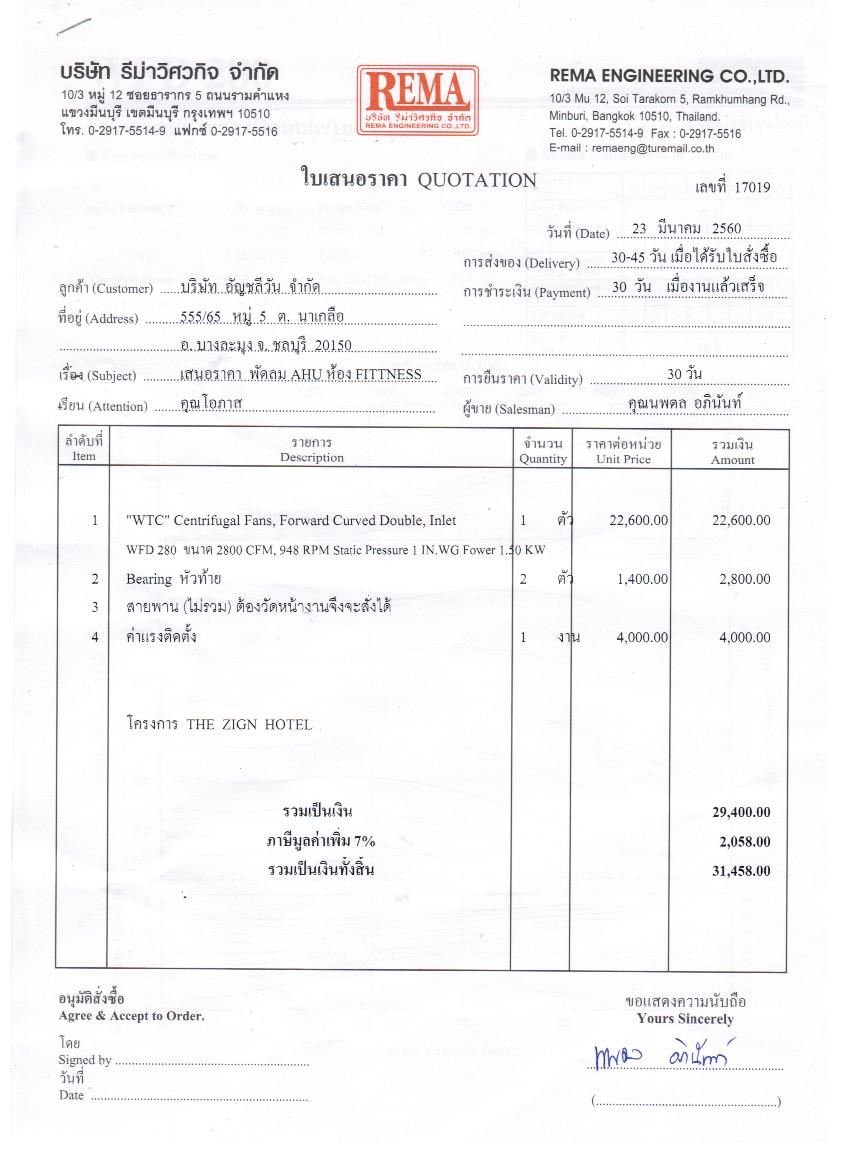 บริษัท รีม่าวิศวกิจ จำกัด
10/3 หมู่ 12 ซอยธารากร 5 ถนนรามคำแหง
แขวงมีนบุรี เขตมีนบุรี กรุงเทพฯ 10510
โทร. 0-2917-5514-9 แฟกซ์ 0-2917-5516
REMA
บริษัท รีม่าวิศวกิจ จำกัด
REMA ENGINEERING CO.,LTD.
REMA ENGINEERING CO.,LTD.
10/3 Mu 12, Soi Tarakorn 5, Ramkhumhang Rd.,
Minburi, Bangkok 10510, Thailand.
Tel. 0-2917-5514-9 Fax : 0-2917-5516
E-mail : remaeng@truemail.co.th
ใบเสนอราคา QUOTATION
เลขที่ 17019
วันที่ (Date) 23 มีนาคม 2560
การส่งของ (Delivery) 30-45 วัน เมื่อได้รับใบสั่งซื้อ
ลูกค้า (Customer) บริษัท อัญชลีวัน จำกัด
การชำระเงิน (Payment) 30 วัน เมื่องานแล้วเสร็จ
ที่อยู่ (Address) 555/65 หมู่ 5 ต. นาเกลือ
อ. บางละมุง จ. ชลบุรี 20150
เรื่อง (Subject) เสนอราคา พัดลม AHU ห้อง FITTNESS
การยืนราคา (Validity) 30 วัน
เรียน (Attention) คุณโอภาส
ผู้ขาย (Salesman) คุณนพดล อภินันท์
ลำดับที่ รายการ จำนวน ราคาต่อหน่วย รวมเงิน
Item Description Quantity Unit Price Amount
1 "WTC" Centrifugal Fans, Forward Curved Double, Inlet 1 ตัว 22,600.00 22,600.00
WFD 280 ขนาด 2800 CFM, 948 RPM Static Pressure 1 IN.WG Fower 1.50 KW
2 Bearing หัวท้าย 2 ตัว 1,400.00 2,800.00
3 สายพาน (ไม่รวม) ต้องวัดหน้างานจึงจะสั่งได้
4 ค่าแรงติดตั้ง 1 งาน 4,000.00 4,000.00
โครงการ THE ZIGN HOTEL
รวมเป็นเงิน 29,400.00
ภาษีมูลค่าเพิ่ม 7% 2,058.00
รวมเป็นเงินทั้งสิ้น 31,458.00
อนุมัติสั่งซื้อ
Agree & Accept to Order.
ขอแสดงความนับถือ
Yours Sincerely
โดย
Signed by
นพดล อภินันท์
วันที่
Date
(..............................)